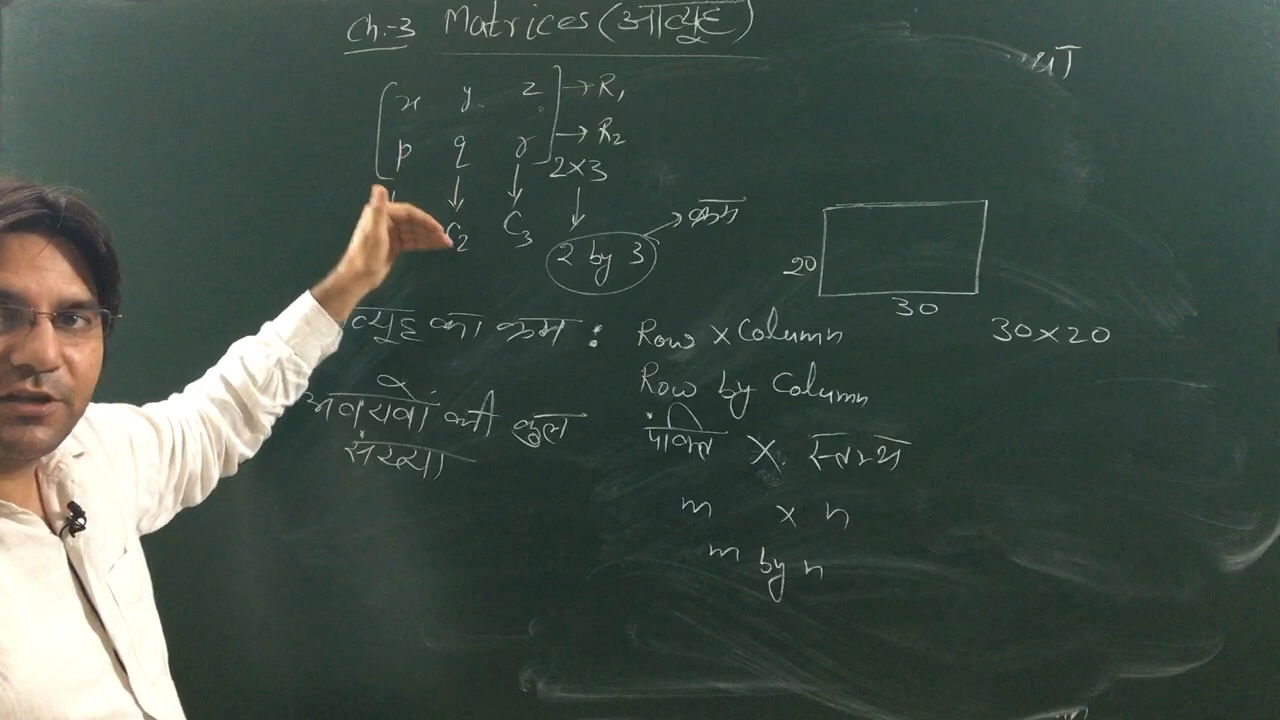 Ch.-3 Matrices (आव्यूह)
x y z → R1
p q r → R2
2×3
C2 C3
2 by 3 → क्रम
20
30
30×20
व्यूह का क्रम : Row × Column
Row by Column
अवयवों की कुल
संख्या
पंक्ति × स्तम्भ
m × n
m by n